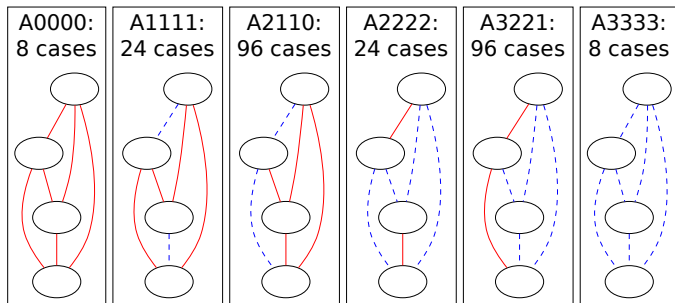 A0000:
8 cases
A1111:
24 cases
A2110:
96 cases
A2222:
24 cases
A3221:
96 cases
A3333:
8 cases